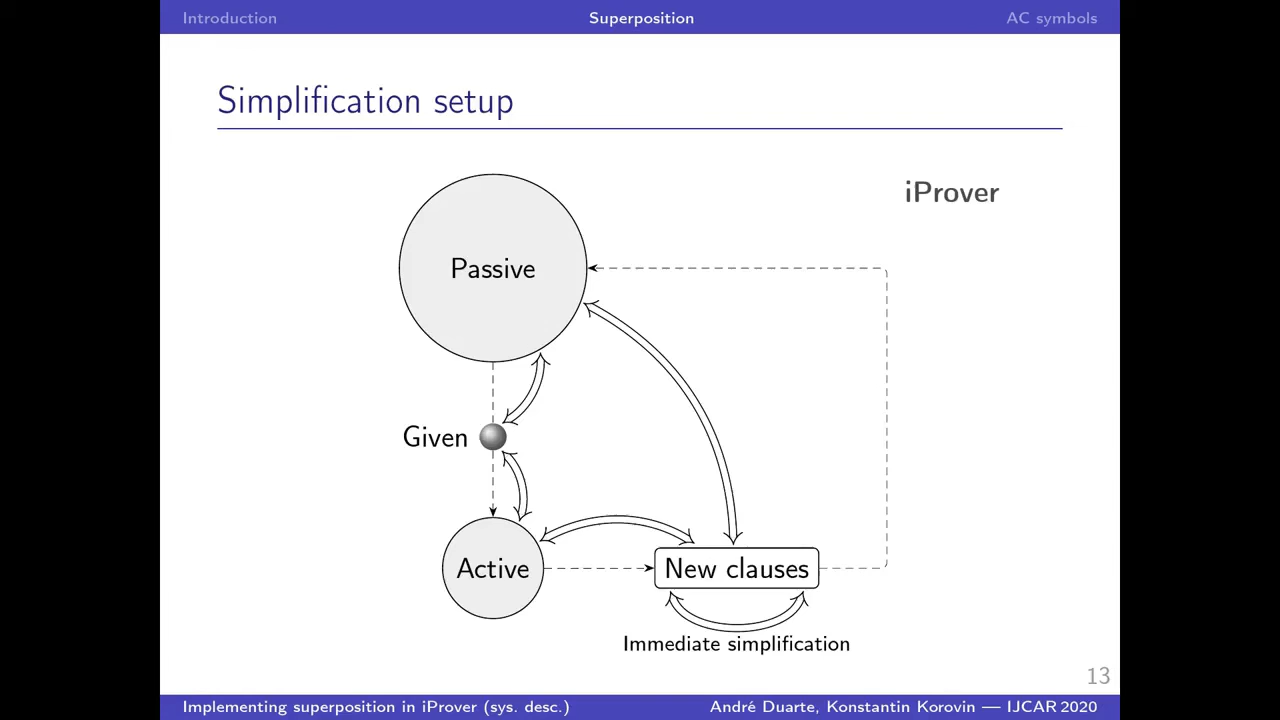 Introduction
Superposition
AC symbols
Simplification setup
iProver
Passive
Given
Active
New clauses
Immediate simplification
13
Implementing superposition in iProver (sys. desc.)
André Duarte, Konstantin Korovin — IJCAR 2020